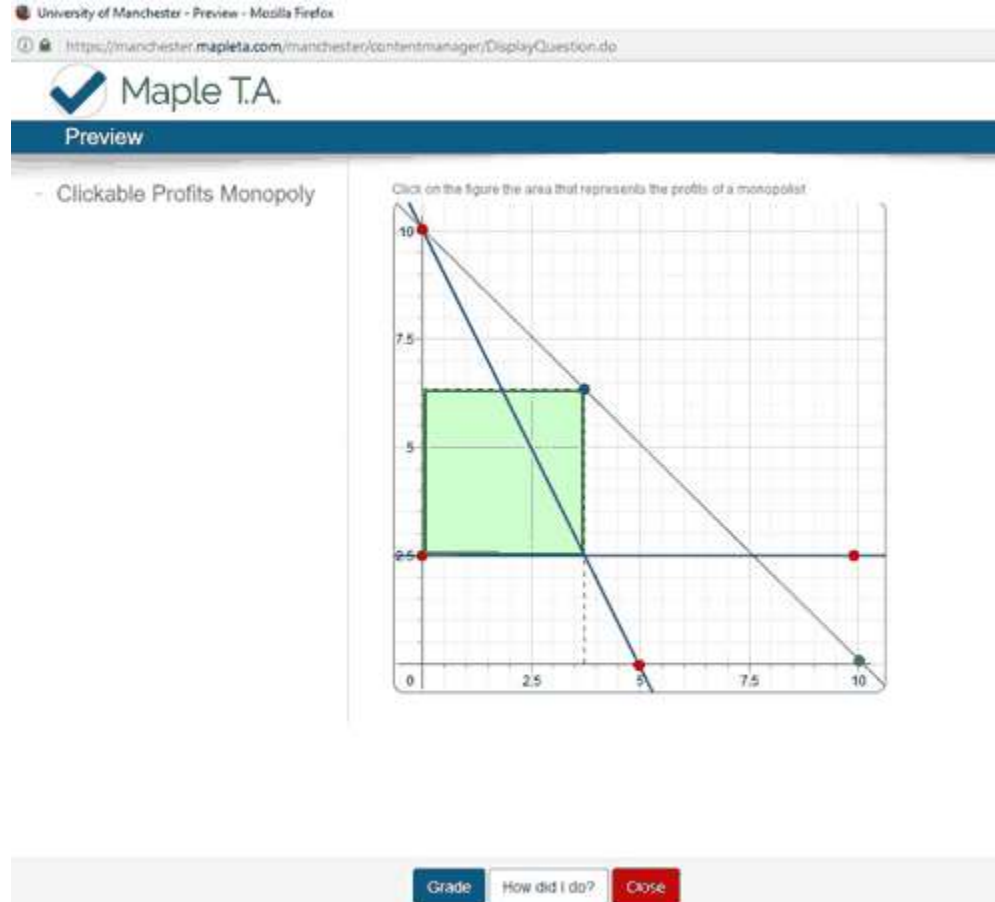 University of Manchester - Preview - Mozilla Firefox
https://manchester.mapleta.com/manchester/contentmanager/DisplayQuestion.do
Maple T.A.
Preview
- Clickable Profits Monopoly
Click on the figure the area that represents the profits of a monopolist
10
7.5
5
2.5
0 2.5 5 7.5 10
Grade How did I do? Close